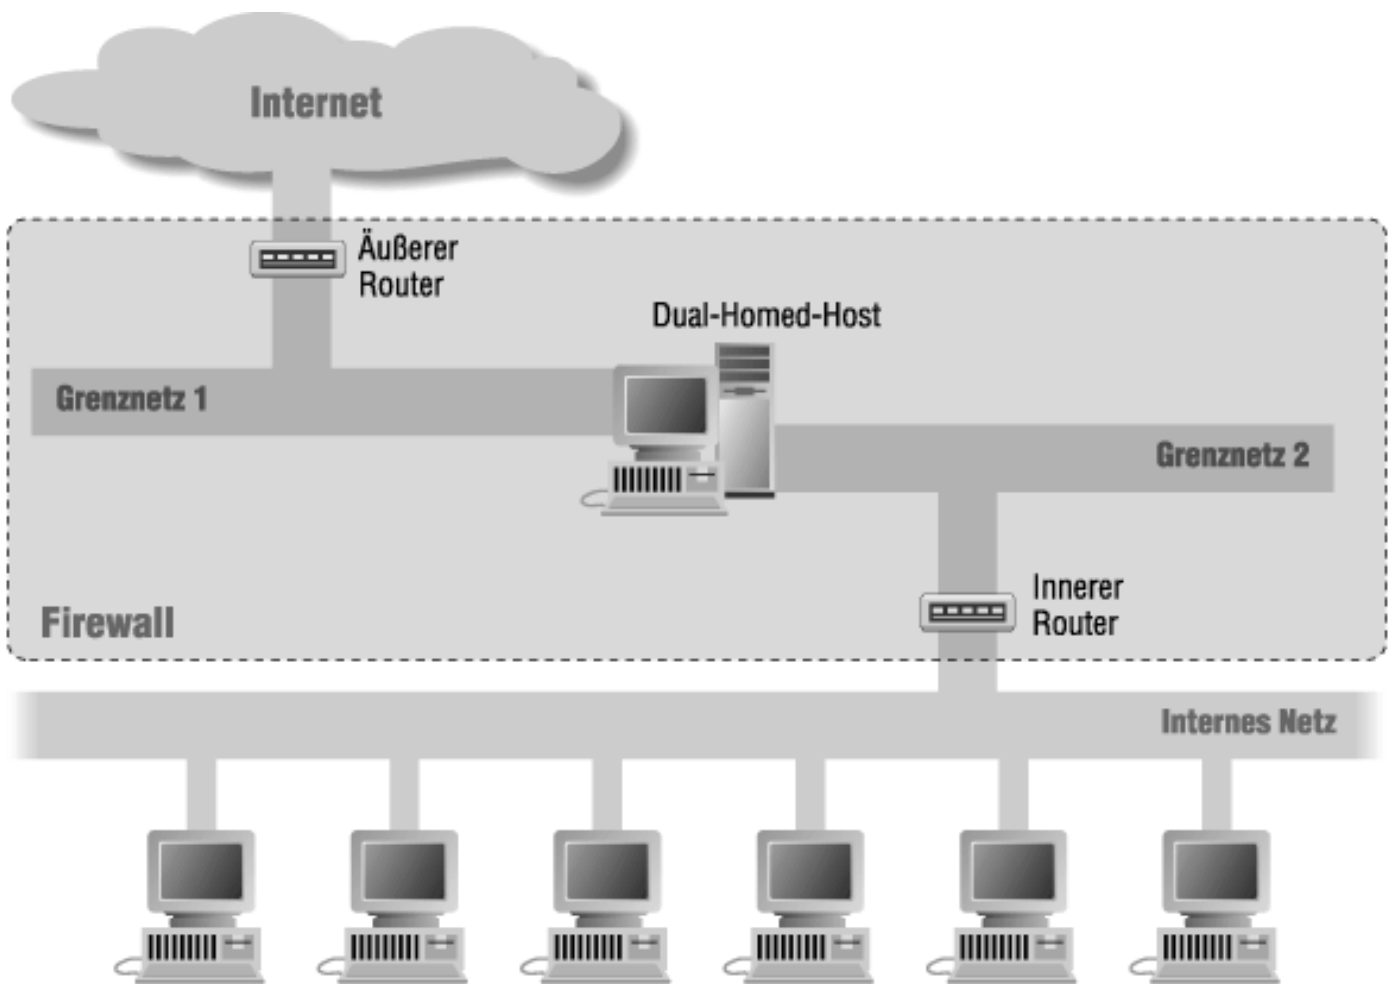 Internet
Äußerer
Router
Dual-Homed-Host
Grenznetz 1
Grenznetz 2
Innerer
Router
Firewall
Internes Netz